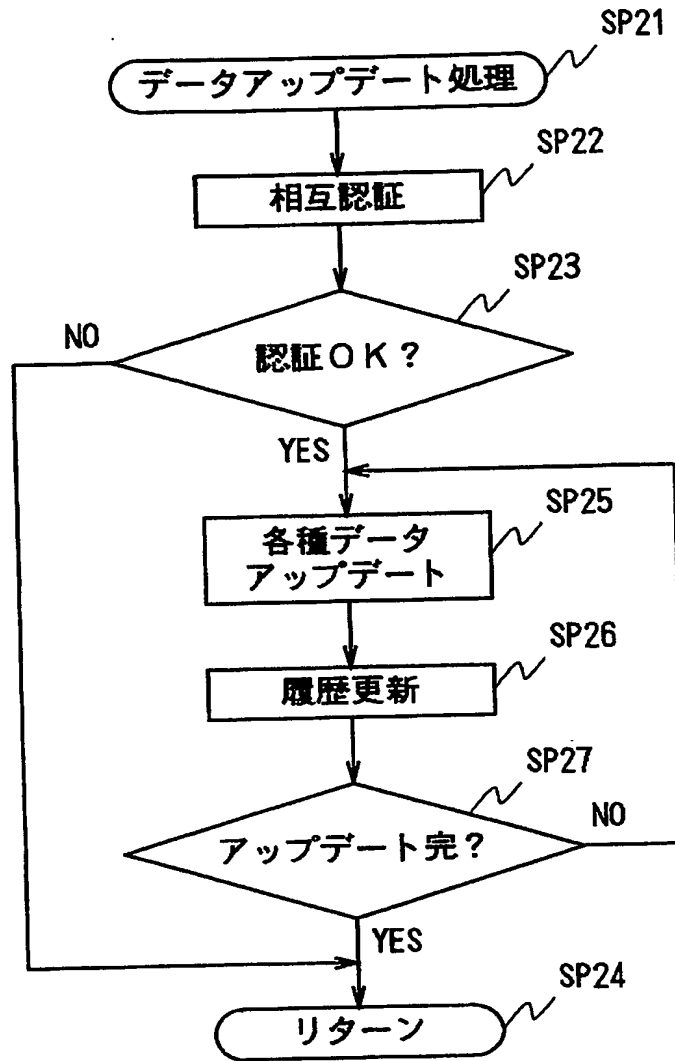 SP21
データアップデート処理
SP22
相互認証
SP23
NO
認証OK?
YES
SP25
各種データ
アップデート
SP26
履歴更新
SP27
アップデート完?
NO
YES
SP24
リターン